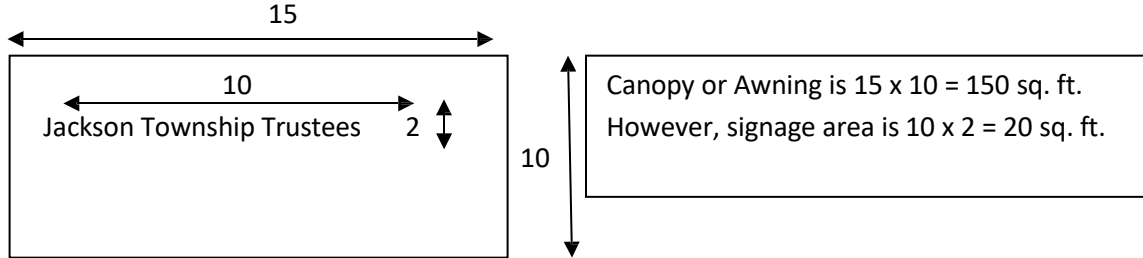 15
10
Jackson Township Trustees 2
10
Canopy or Awning is 15 x 10 = 150 sq. ft.
However, signage area is 10 x 2 = 20 sq. ft.